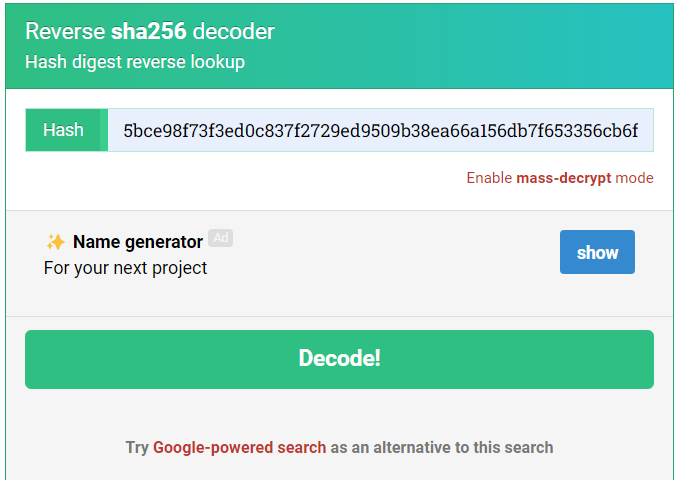 Reverse sha256 decoder
Hash digest reverse lookup
Hash 5bce98f73f3ed0c837f2729ed9509b38ea66a156db7f653356cb6f
Enable mass-decrypt mode
✨ Name generator Ad
For your next project
show
Decode!
Try Google-powered search as an alternative to this search